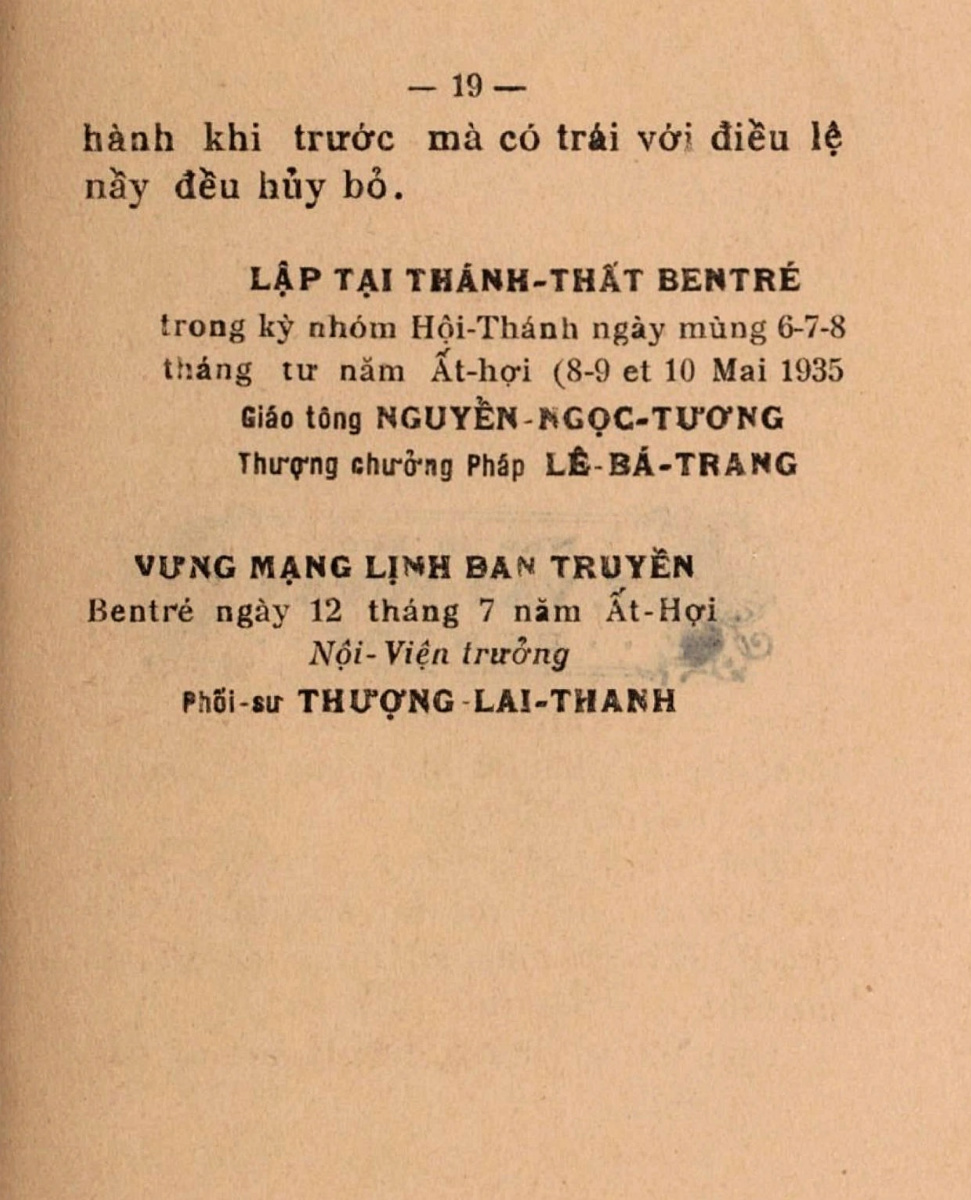 — 19 —
hành khi trước mà có trái với điều lệ
nầy đều hủy bỏ.
LẬP TẠI THÁNH-THẤT BENTRÉ
trong kỳ nhóm Hội-Thánh ngày mùng 6-7-8
tháng tư năm Ất-hợi (8-9 et 10 Mai 1935
Giáo tông NGUYỄN-NGỌC-TƯƠNG
Thượng chưởng Pháp LÊ-BÁ-TRANG
VƯNG MẠNG LỊNH BAN TRUYỀN
Bentré ngày 12 tháng 7 năm Ất-Hợi
Nội-Viện trưởng
Phối-sư THƯỢNG-LAI-THANH